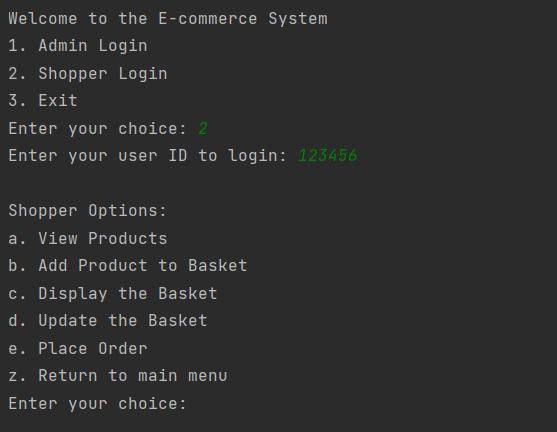 Welcome to the E-commerce System
1. Admin Login
2. Shopper Login
3. Exit
Enter your choice: 2
Enter your user ID to login: 123456
Shopper Options:
a. View Products
b. Add Product to Basket
c. Display the Basket
d. Update the Basket
e. Place Order
z. Return to main menu
Enter your choice: